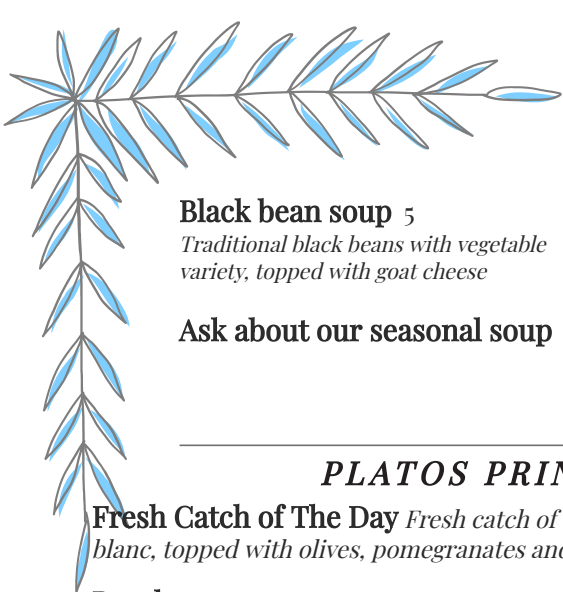 Black bean soup 5
Traditional black beans with vegetable
variety, topped with goat cheese
Ask about our seasonal soup
PLATOS
Fresh Catch of The Day Fresh catch of
blanc, topped with olives, pomegranates and